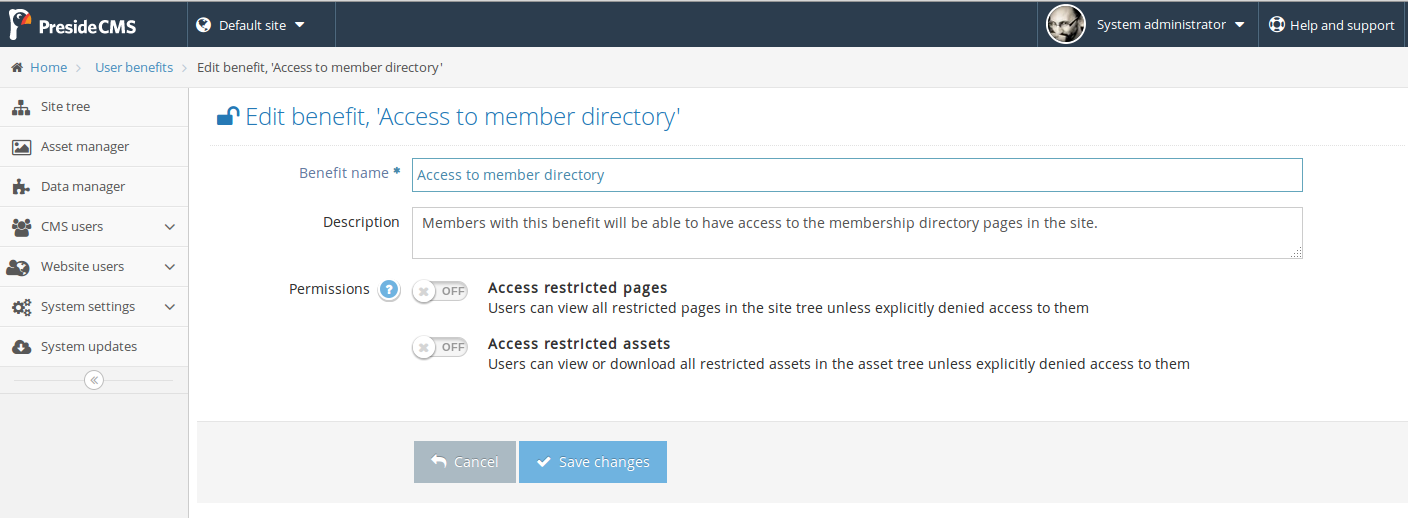 PresideCMS
Default site
System administrator
Help and support
Home
User benefits
Edit benefit, 'Access to member directory'
Site tree
Asset manager
Data manager
CMS users
Website users
System settings
System updates
Edit benefit, 'Access to member directory'
Benefit name *
Access to member directory
Description
Members with this benefit will be able to have access to the membership directory pages in the site.
Permissions ?
OFF
Access restricted pages
Users can view all restricted pages in the site tree unless explicitly denied access to them
OFF
Access restricted assets
Users can view or download all restricted assets in the asset tree unless explicitly denied access to them
Cancel
Save changes